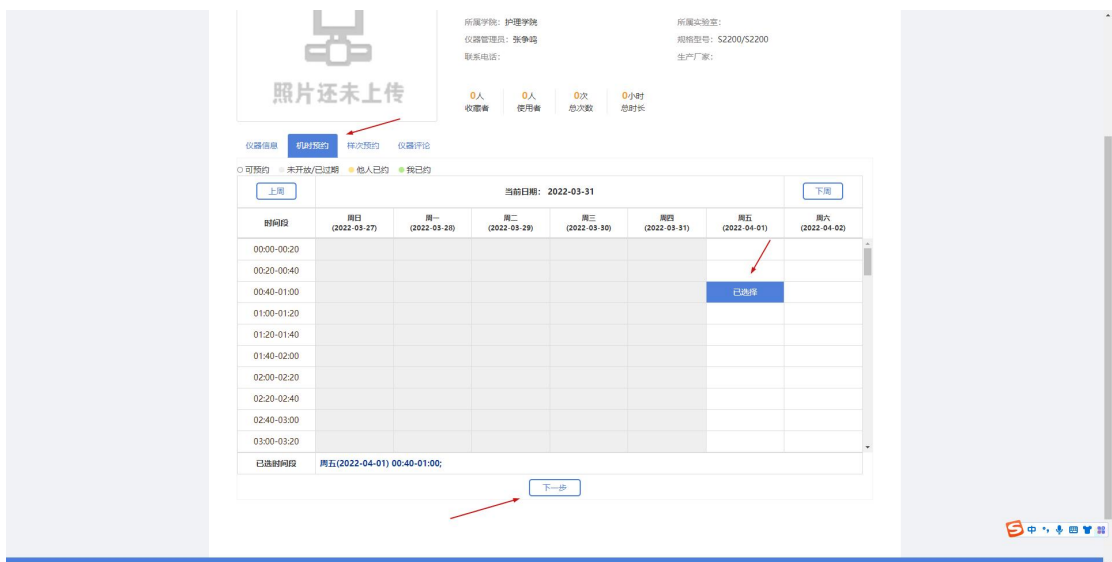 所属学院：护理学院 所属实验室：
仪器管理员：张争鸣 规格型号：S2200/S2200
联系电话： 生产厂家：
照片还未上传
0人 0人 0次 0小时
收藏者 使用者 总次数 总时长
仪器信息 机时预约 样次预约 仪器评论
可预约 未开放/已过期 他人已约 我已约
上周 当前日期：2022-03-31 下周
时间段 周日 周一 周二 周三 周四 周五 周六
(2022-03-27) (2022-03-28) (2022-03-29) (2022-03-30) (2022-03-31) (2022-04-01) (2022-04-02)
00:00-00:20
00:20-00:40
00:40-01:00 已选择
01:00-01:20
01:20-01:40
01:40-02:00
02:00-02:20
02:20-02:40
02:40-03:00
03:00-03:20
已选时间段 周五(2022-04-01) 00:40-01:00;
下一步
中